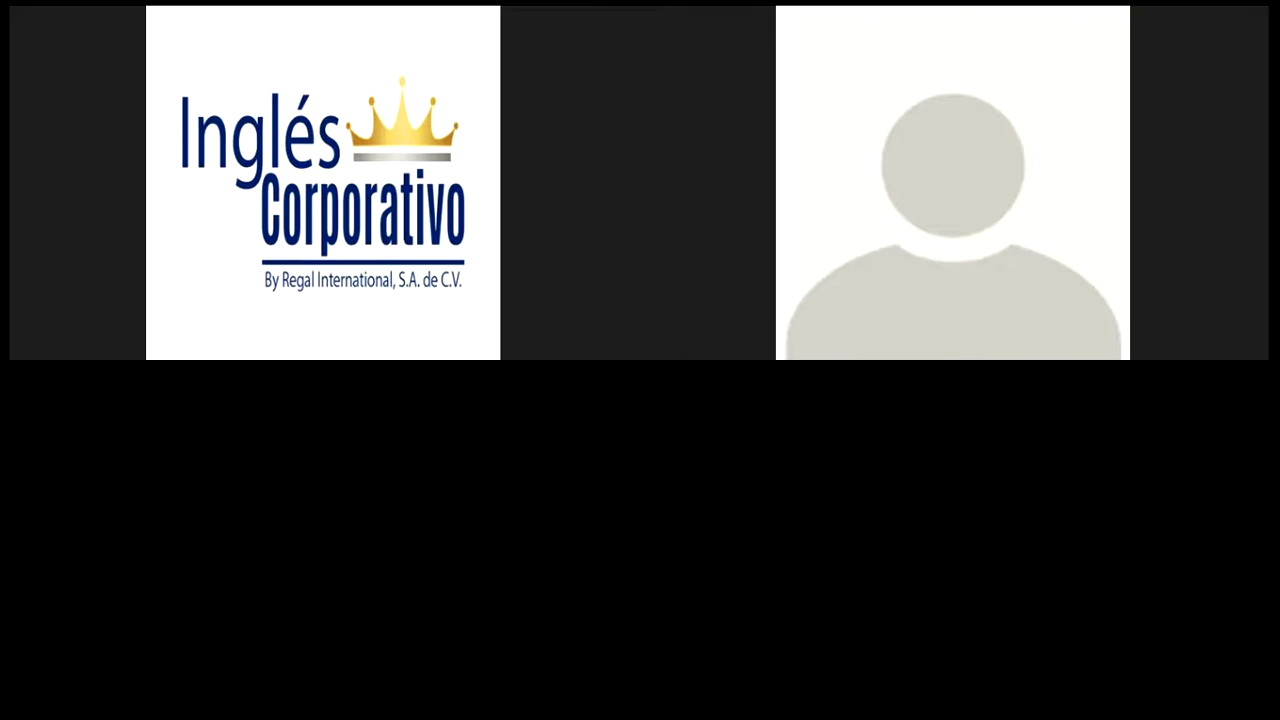 Inglés
Corporativo
By Regal International, S.A. de C.V.